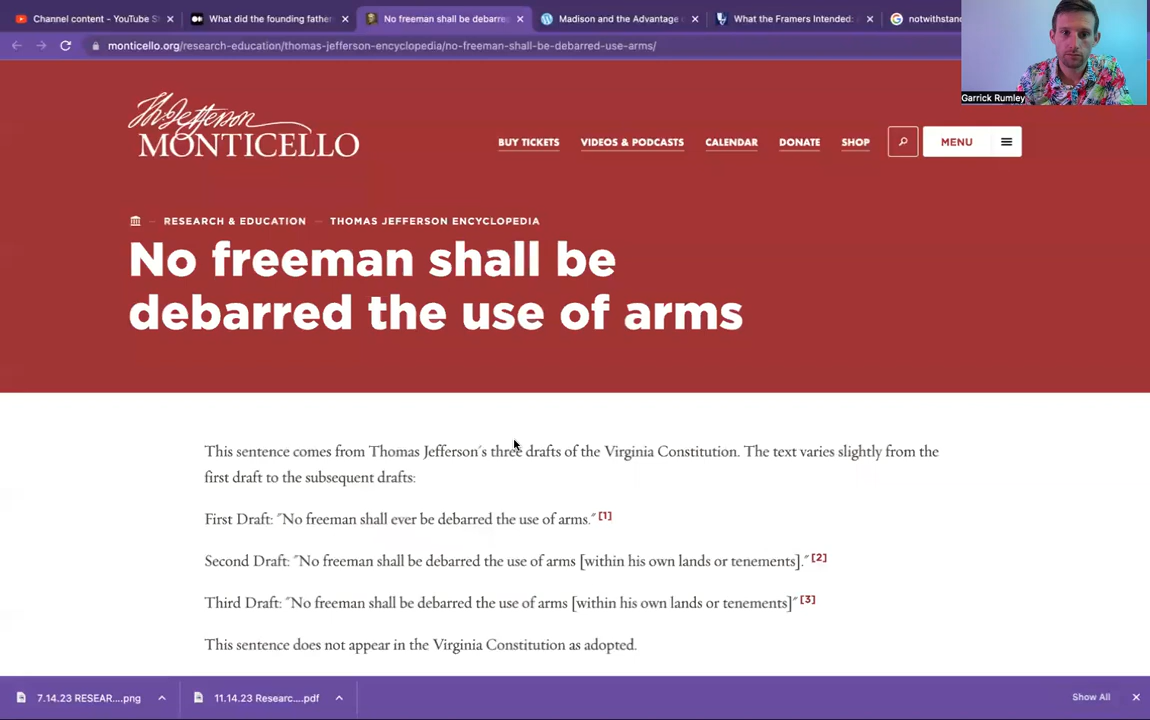 Channel content - YouTube S
What did the founding father
No freeman shall be debarre
Madison and the Advantage o
What the Framers Intended:
notwithstand
monticello.org/research-education/thomas-jefferson-encyclopedia/no-freeman-shall-be-debarred-use-arms/
Garrick Rumley
Th Jefferson
MONTICELLO
BUY TICKETS
VIDEOS & PODCASTS
CALENDAR
DONATE
SHOP
MENU
RESEARCH & EDUCATION — THOMAS JEFFERSON ENCYCLOPEDIA
No freeman shall be
debarred the use of arms
This sentence comes from Thomas Jefferson's three drafts of the Virginia Constitution. The text varies slightly from the
first draft to the subsequent drafts:
First Draft: "No freeman shall ever be debarred the use of arms." [1]
Second Draft: "No freeman shall be debarred the use of arms [within his own lands or tenements]." [2]
Third Draft: "No freeman shall be debarred the use of arms [within his own lands or tenements]" [3]
This sentence does not appear in the Virginia Constitution as adopted.
7.14.23 RESEAR....png
11.14.23 Researc....pdf
Show All